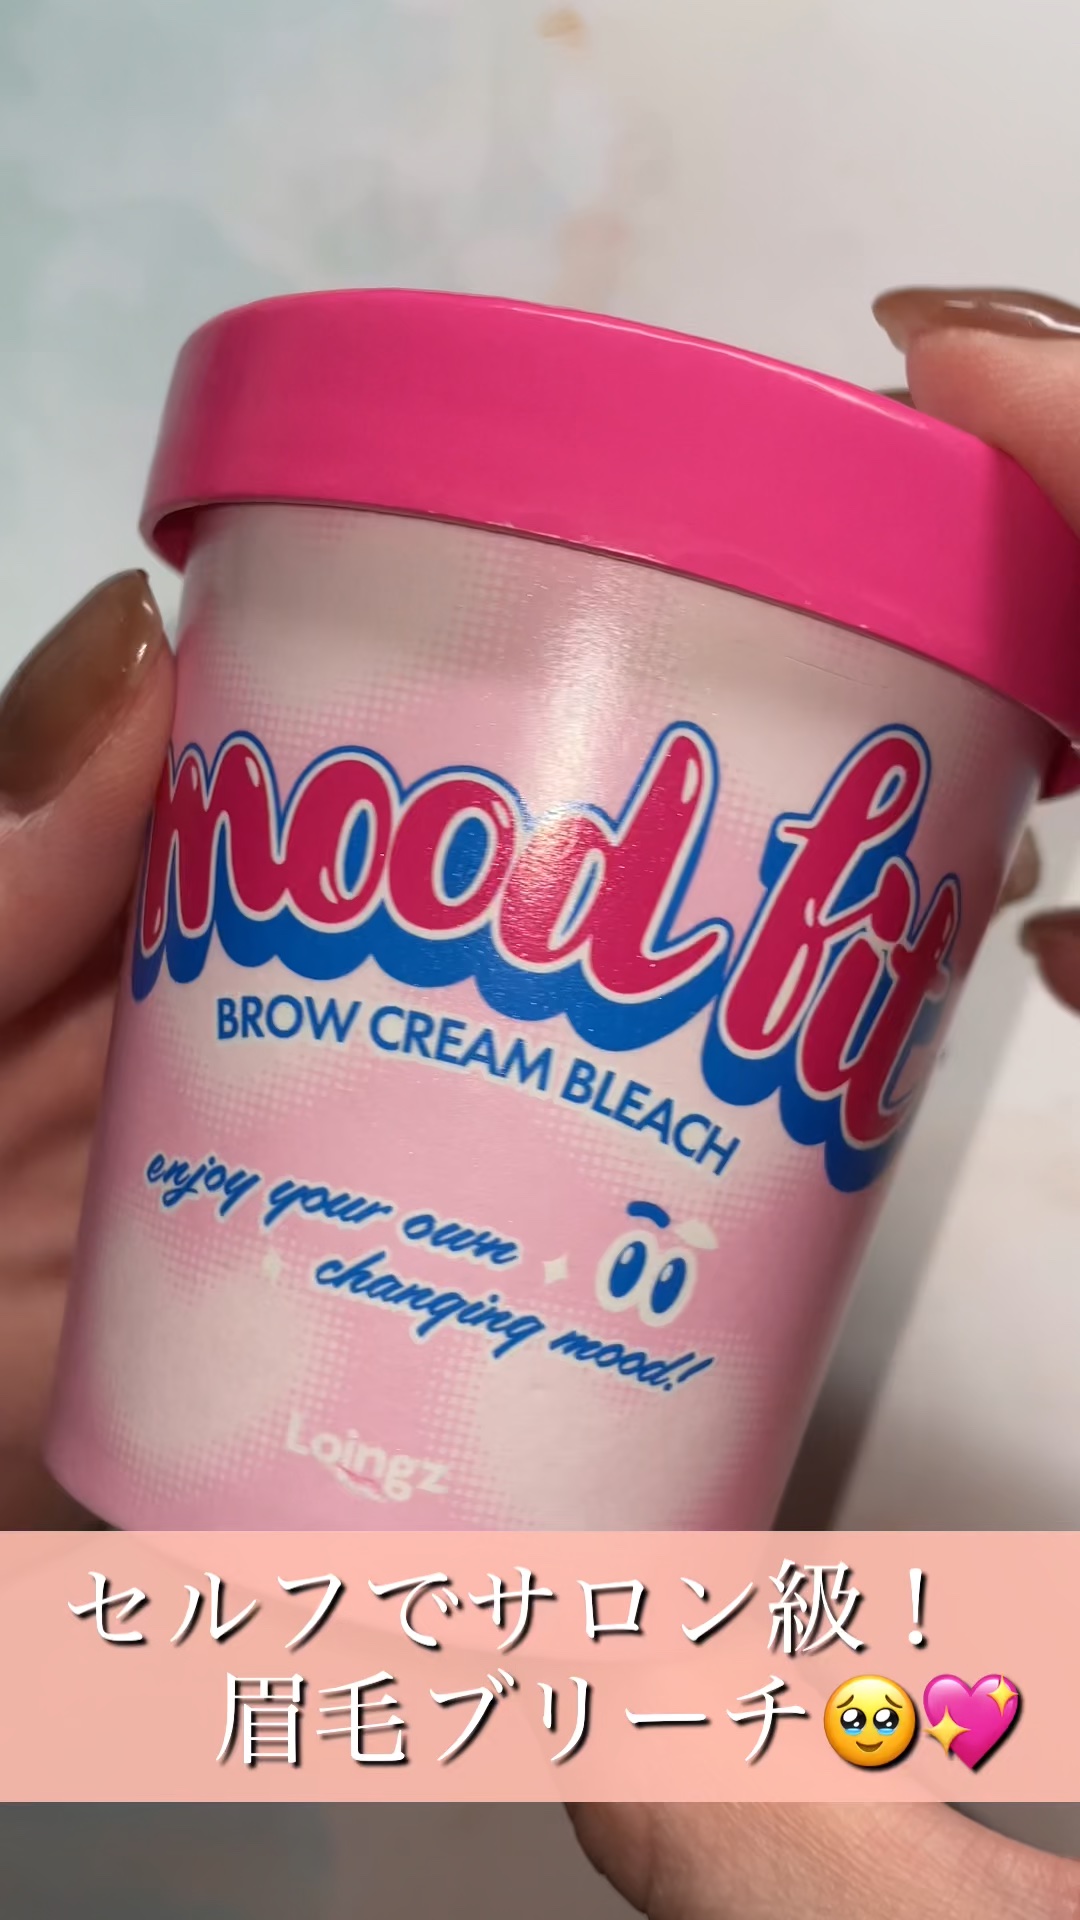 mood fit
BROW CREAM BLEACH
enjoy your own
changing mood!
Loingz
セルフでサロン級！
眉毛ブリーチ🥹💖